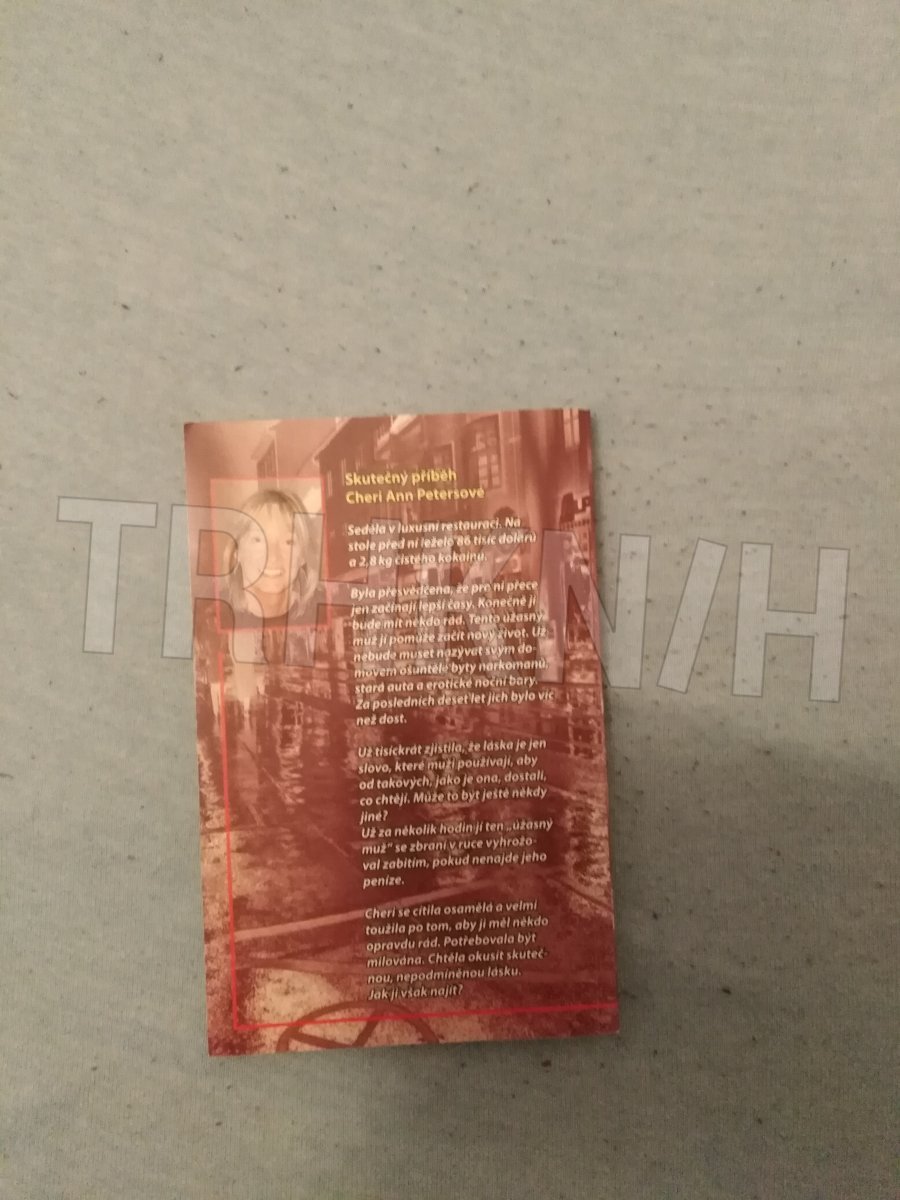 Skutečný příběh
Cheri Ann Petersové
Seděla v luxusní restauraci. Na
stole před ní leželo 86 tisíc dolarů
a 2,8 kg čistého kokainu.
Byla přesvědčena, že pro ni přece
jen začínají lepší časy. Konečně ji
bude mít někdo rád. Tento úžasný
muž jí pomůže začít nový život. Už
nebude muset nazývat svým do-
movem ošuntělé byty narkomanů,
stará auta a erotické noční bary.
Za posledních deset let jich bylo víc
než dost.
Už tisíckrát zjistila, že láska je jen
slovo, které muži používají, aby
od takových, jako je ona, dostali,
co chtějí. Může to být ještě někdy
jiné?
Už za několik hodin jí ten „úžasný
muž“ se zbraní v ruce vyhrožo-
val zabitím, pokud nenajde jeho
peníze.
Cheri se cítila osamělá a velmi
toužila po tom, aby ji měl někdo
opravdu rád. Potřebovala být
milována. Chtěla okusit skuteč-
nou, nepodmíněnou lásku.
Jak ji však najít?